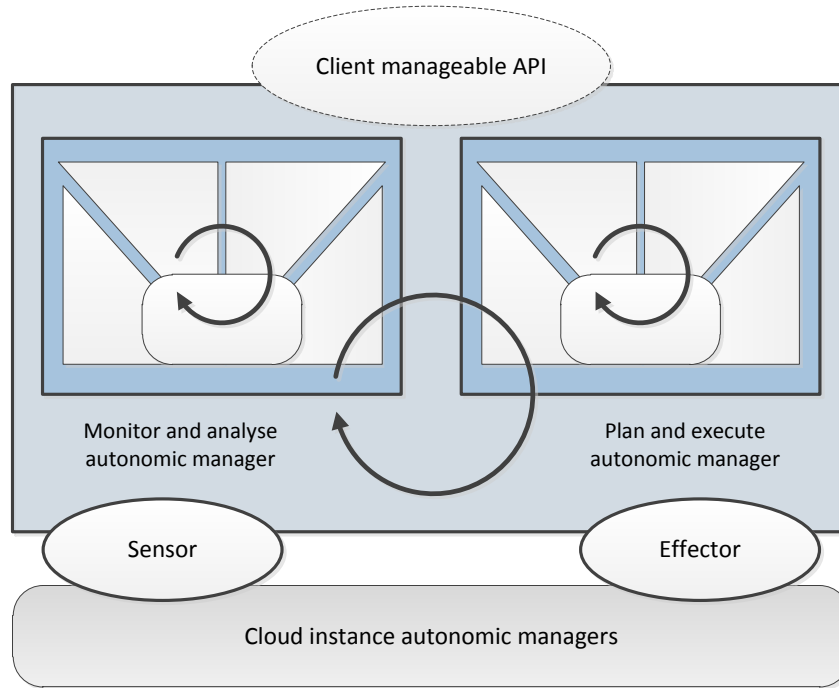 Client manageable API
Monitor and analyse
autonomic manager
Plan and execute
autonomic manager
Sensor
Effector
Cloud instance autonomic managers